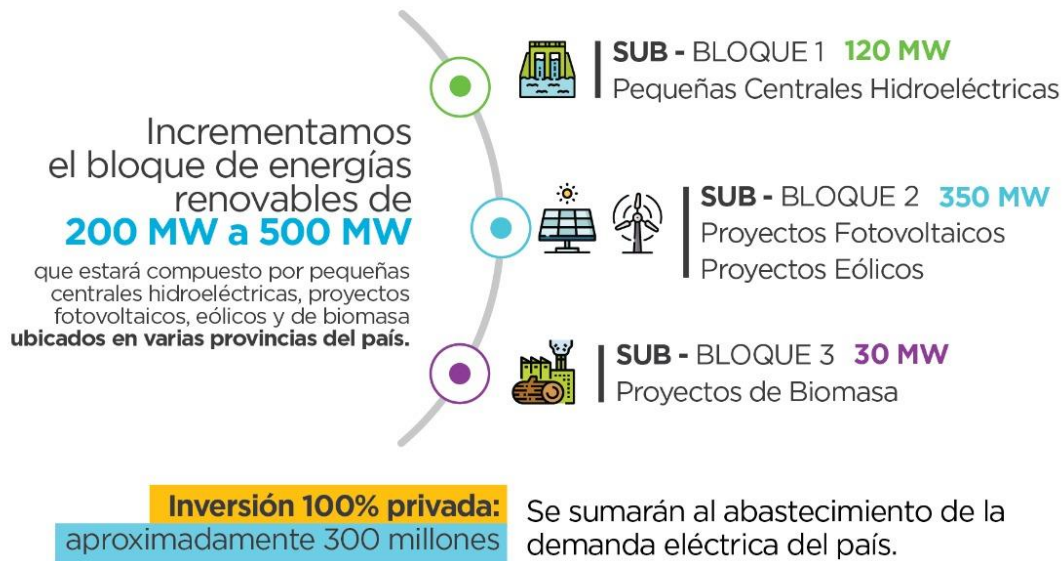 Incrementamos
el bloque de energías
renovables de
200 MW a 500 MW
que estará compuesto por pequeñas
centrales hidroeléctricas, proyectos
fotovoltaicos, eólicos y de biomasa
ubicados en varias provincias del país.
SUB - BLOQUE 1 120 MW
Pequeñas Centrales Hidroeléctricas
SUB - BLOQUE 2 350 MW
Proyectos Fotovoltaicos
Proyectos Eólicos
SUB - BLOQUE 3 30 MW
Proyectos de Biomasa
Inversión 100% privada:
aproximadamente 300 millones
Se sumarán al abastecimiento de la
demanda eléctrica del país.